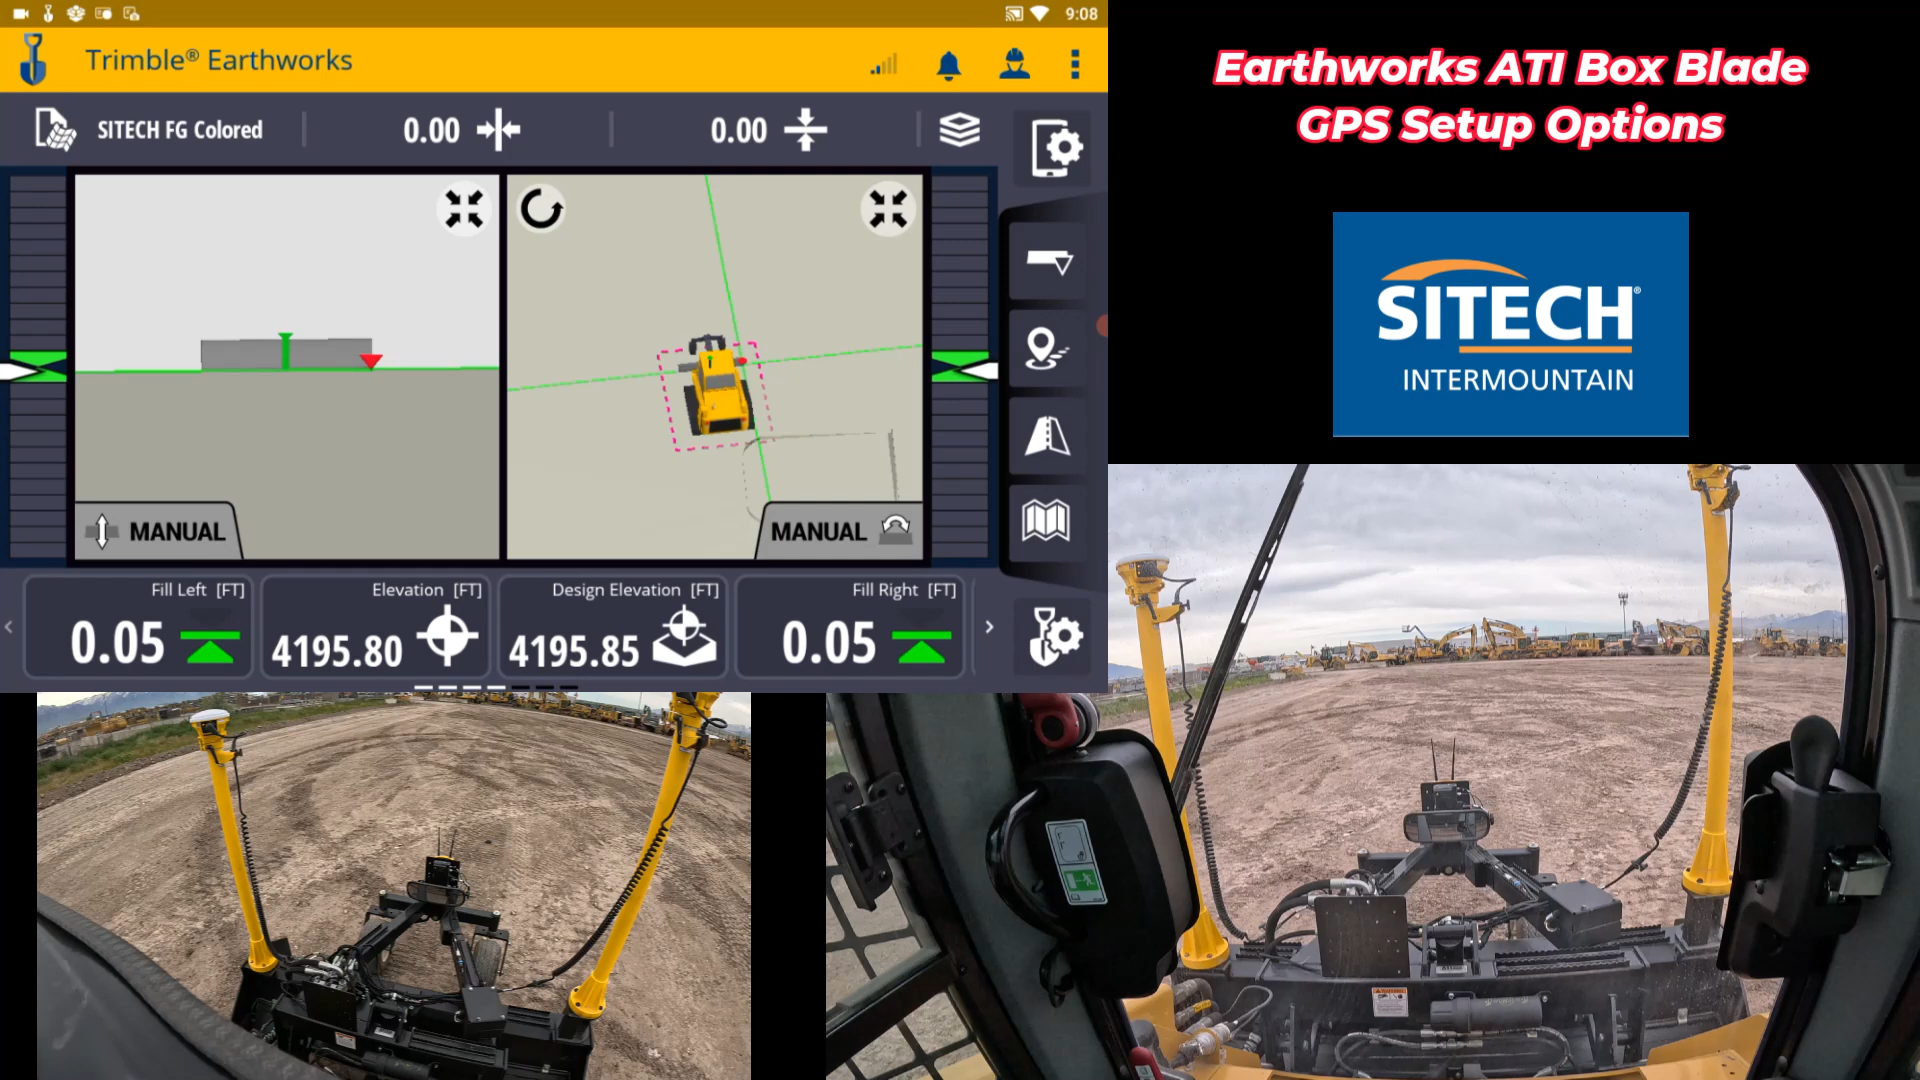 9:08
Trimble® Earthworks
SITECH FG Colored
0.00
0.00
MANUAL
MANUAL
Fill Left [FT]
0.05
Elevation [FT]
4195.80
Design Elevation [FT]
4195.85
Fill Right [FT]
0.05
Earthworks ATI Box Blade
GPS Setup Options
SITECH®
INTERMOUNTAIN